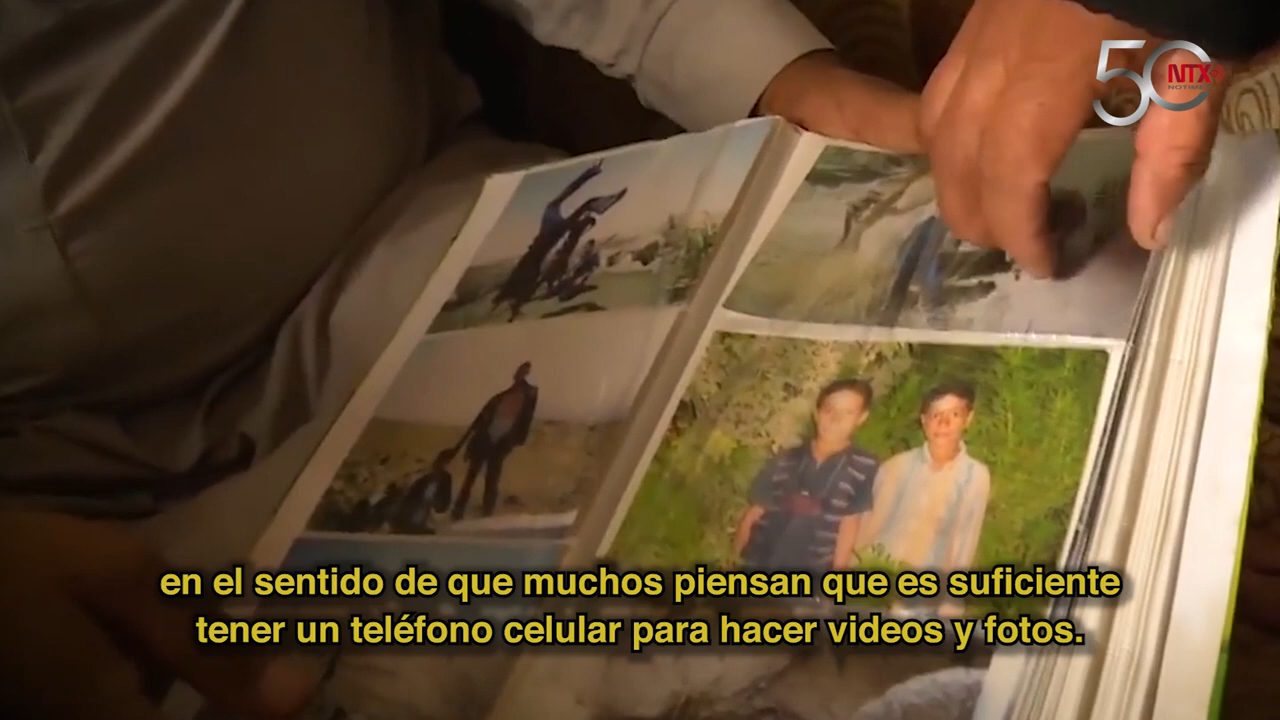 50 NTX
NOTIMEX
en el sentido de que muchos piensan que es suficiente
tener un teléfono celular para hacer videos y fotos.